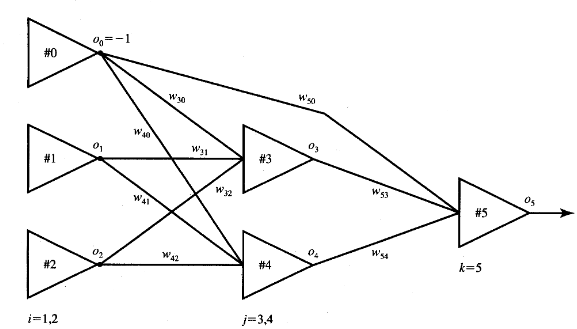 o₀=−1
#0
w₅₀
w₃₀
w₄₀
#1
o₁
w₃₁
#3
o₃
w₄₁
w₃₂
w₅₃
#5
o₅
#2
o₂
w₄₂
#4
o₄
w₅₄
k=5
i=1,2
j=3,4